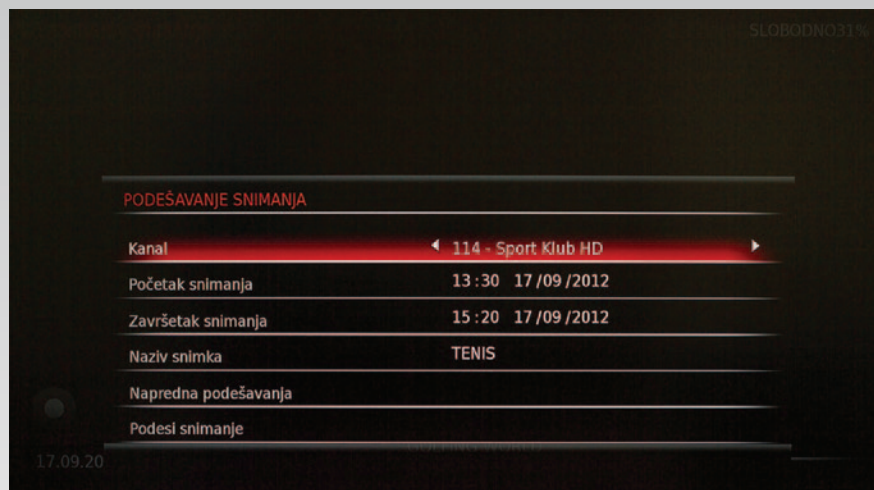 SLOBODNO31%
PODEŠAVANJE SNIMANJA
Kanal 114 - Sport Klub HD
Početak snimanja 13:30 17/09/2012
Završetak snimanja 15:20 17/09/2012
Naziv snimka TENIS
Napredna podešavanja
Podesi snimanje
17.09.20